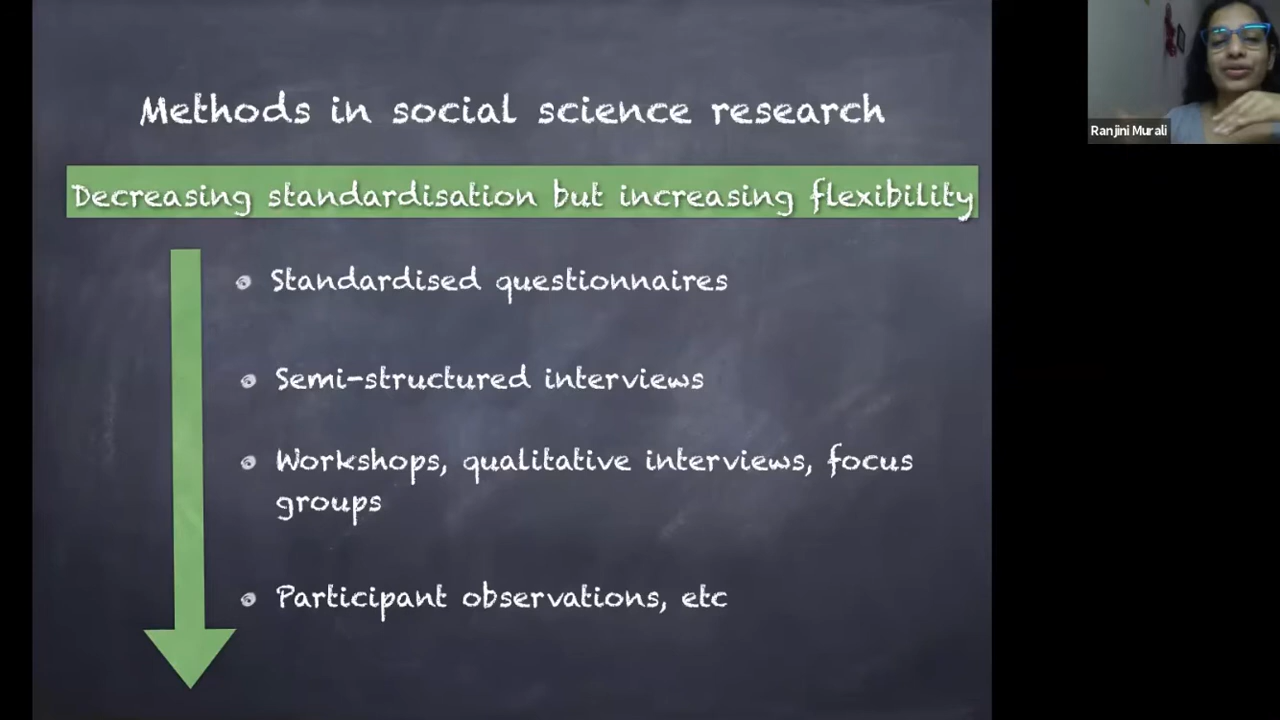 Methods in social science research
Decreasing standardisation but increasing flexibility
Standardised questionnaires
Semi-structured interviews
Workshops, qualitative interviews, focus
groups
Participant observations, etc
Ranjini Murali